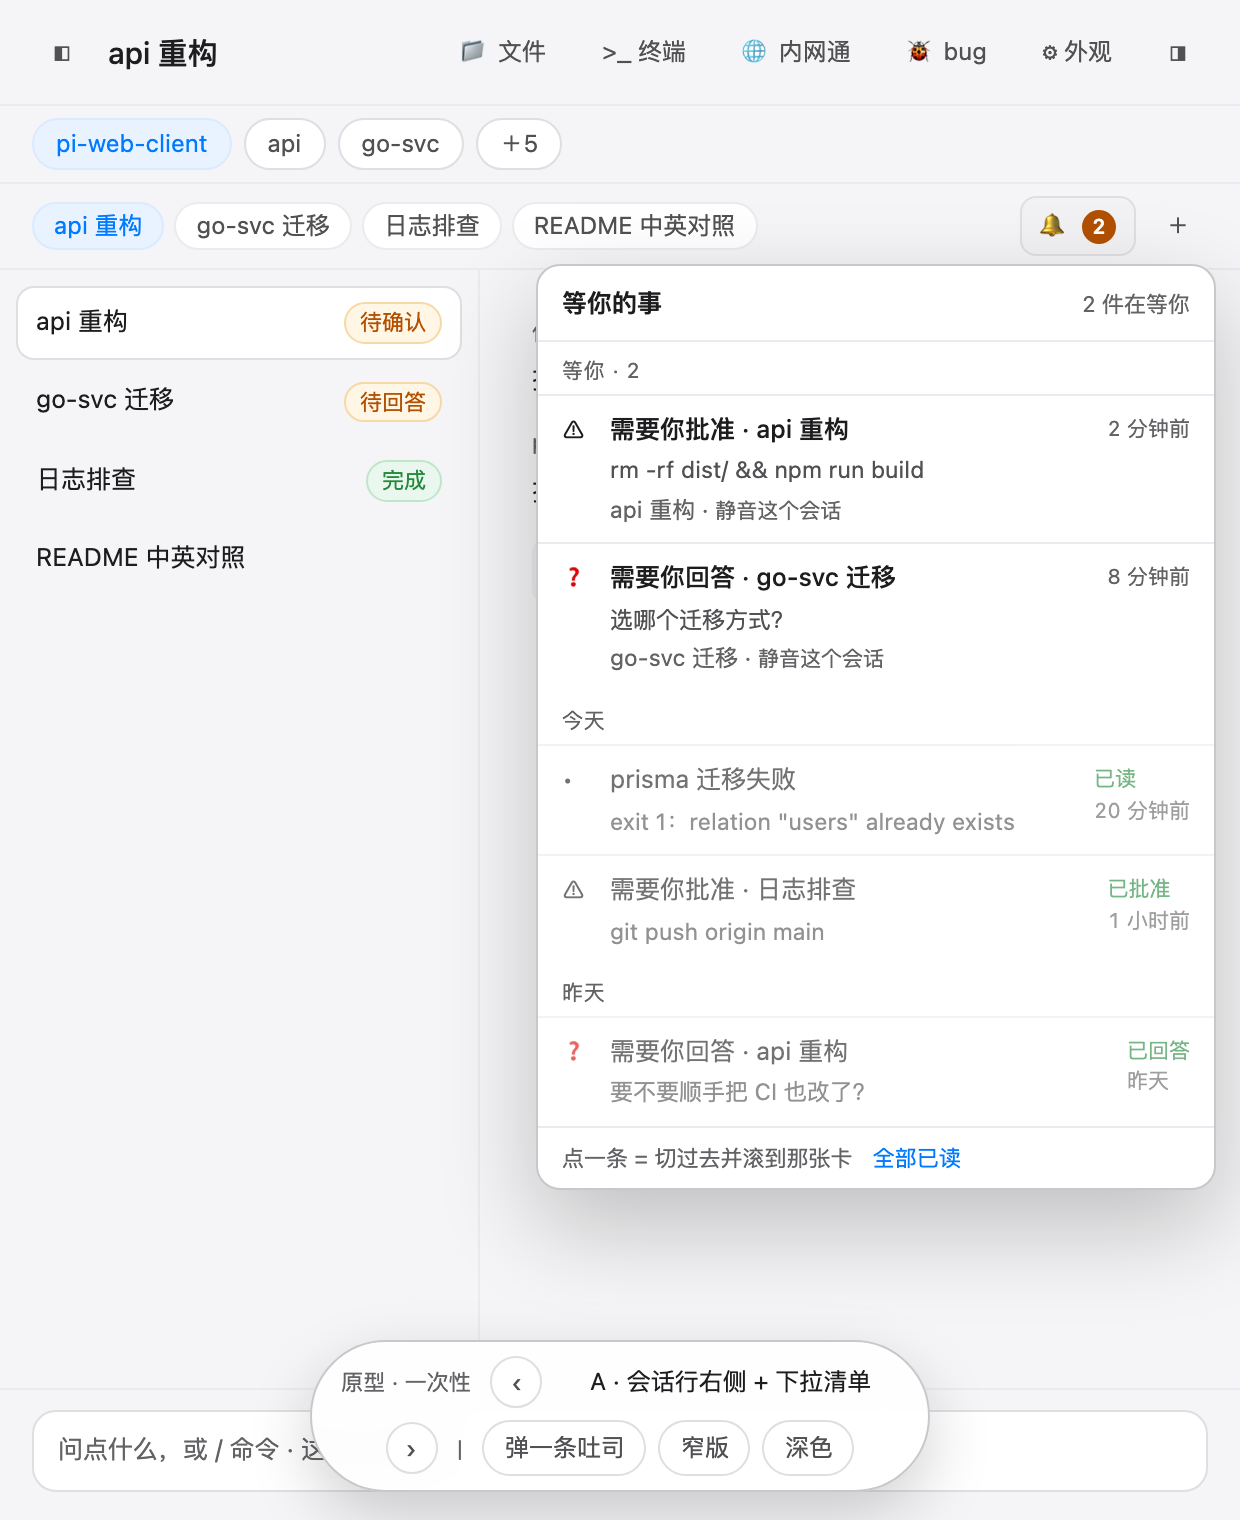 api 重构
文件
>_ 终端
内网通
bug
外观
pi-web-client
api
go-svc
+5
api 重构
go-svc 迁移
日志排查
README 中英对照
2
+
api 重构
待确认
go-svc 迁移
待回答
日志排查
完成
README 中英对照
等你的事
2 件在等你
等你 · 2
需要你批准 · api 重构
2 分钟前
rm -rf dist/ && npm run build
api 重构 · 静音这个会话
需要你回答 · go-svc 迁移
8 分钟前
选哪个迁移方式?
go-svc 迁移 · 静音这个会话
今天
prisma 迁移失败
已读
20 分钟前
exit 1：relation "users" already exists
需要你批准 · 日志排查
已批准
1 小时前
git push origin main
昨天
需要你回答 · api 重构
已回答
昨天
要不要顺手把 CI 也改了?
点一条 = 切过去并滚到那张卡
全部已读
原型 · 一次性
‹
A · 会话行右侧 + 下拉清单
›
|
弹一条吐司
窄版
深色
问点什么，或 / 命令 · 这